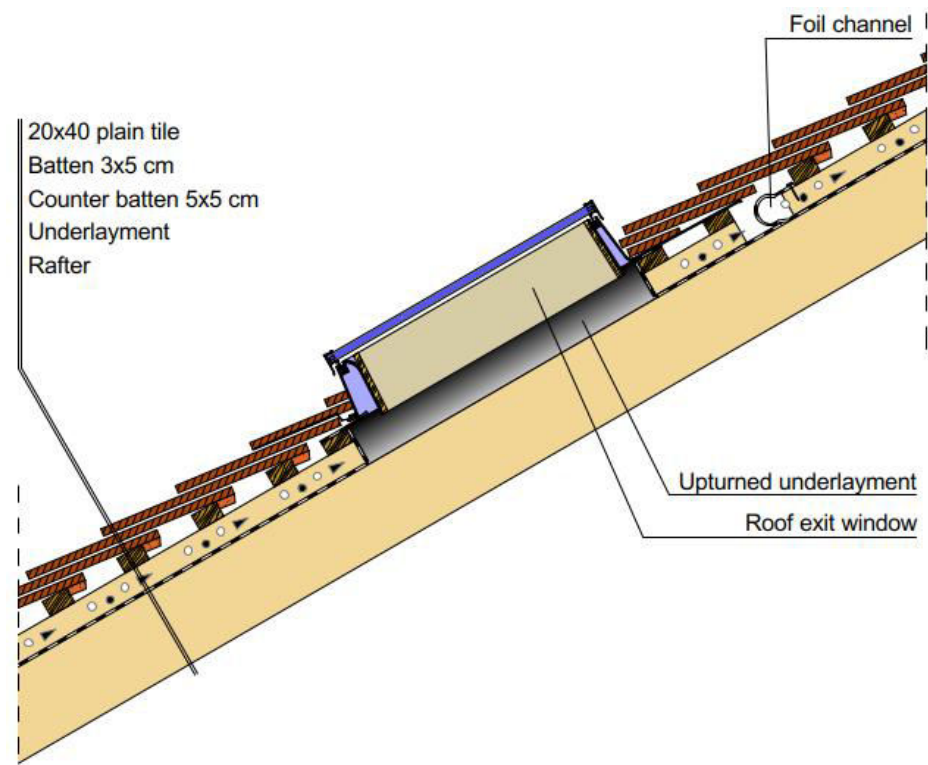 Foil channel
20x40 plain tile
Batten 3x5 cm
Counter batten 5x5 cm
Underlayment
Rafter
Upturned underlayment
Roof exit window